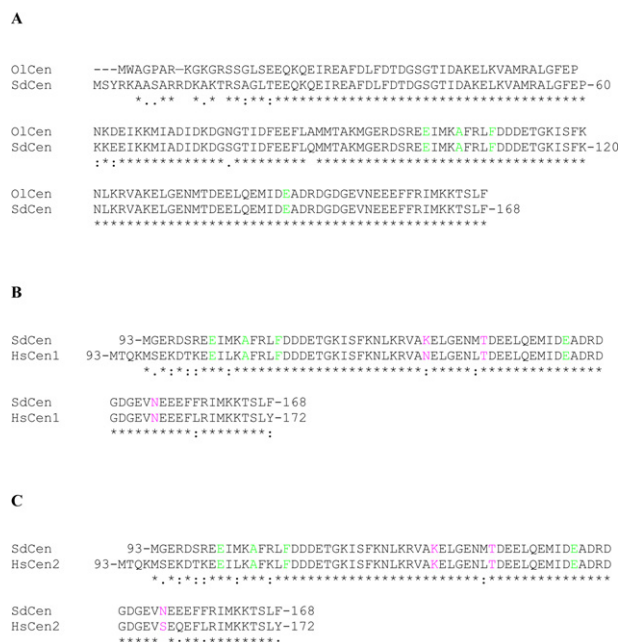 A
OlCen ---MWAGPAR-KGKGRSSGLSEEQKQEIREAFDLFDTDGSGTIDAKELKVAMRALGFEP
SdCen MSYRKAASARRDKAKTRSAGLTEEQKQEIREAFDLFDTDGSGTIDAKELKVAMRALGFEP-60
*.. ** *.* **:**:**************************************
OlCen NKDEIKKMIADIDKDGNGTIDFEEFLAMMTAKMGERDSREEIMKAFRLFDDDETGKISFK
SdCen KKEEIKKMIADIDKDGSGTIDFEEFLQMMTAKMGERDSREEIMKAFRLFDDDETGKISFK-120
:*:*************.********* *********************************
OlCen NLKRVAKELGENMTDEELQEMIDEADRDGDGEVNEEEFFRIMKKTSLF
SdCen NLKRVAKELGENMTDEELQEMIDEADRDGDGEVNEEEFFRIMKKTSLF-168
************************************************
B
SdCen 93-MGERDSREEIMKAFRLFDDDETGKISFKNLKRVAKELGENMTDEELQEMIDEADRD
HsCen1 93-MTQKMSEKDTKEEILKAFRLFDDDETGKISFKNLKRVANELGENLTDEELQEMIDEADRD
*.*:*:***:***********************:*****:***************
SdCen GDGEVNEEEFFRIMKKTSLF-168
HsCen1 GDGEVNEEEFLRIMKKTSLY-172
**********:********:
C
SdCen 93-MGERDSREEIMKAFRLFDDDETGKISFKNLKRVAKELGENMTDEELQEMIDEADRD
HsCen2 93-MTQKMSEKDTKEEILKAFKLFDDDETGKISFKNLKRVAKELGENLTDEELQEMIDEADRD
*.*:*:***:**:********************:*****:***************
SdCen GDGEVNEEEFFRIMKKTSLF-168
HsCen2 GDGEVSEQEFLRIMKKTSLY-172
*****.*:**:********: